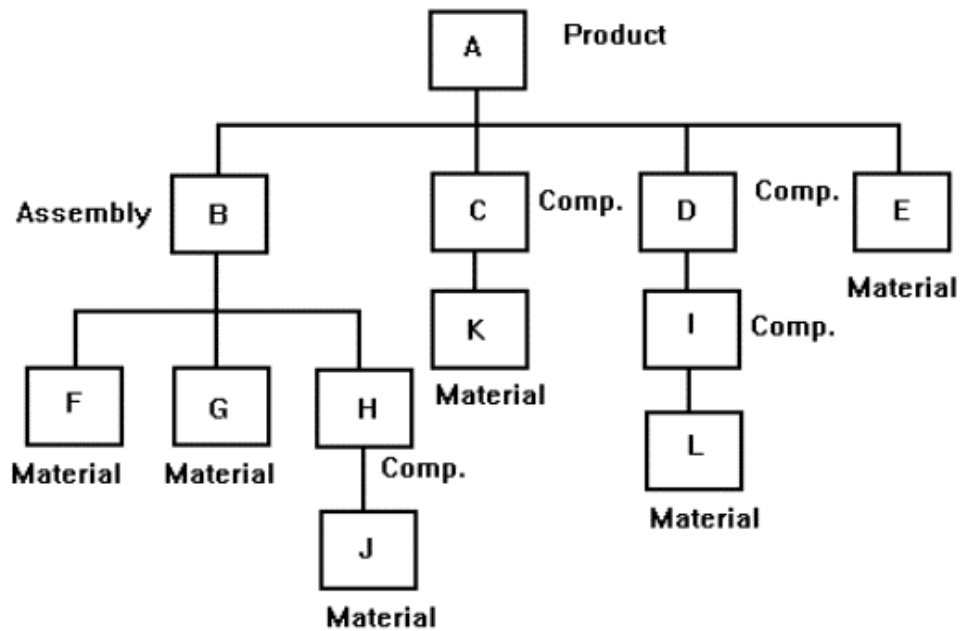 A Product
Assembly B C Comp. D Comp. E
Material
K I Comp.
Material
F G H L
Material Material Comp. Material
J
Material